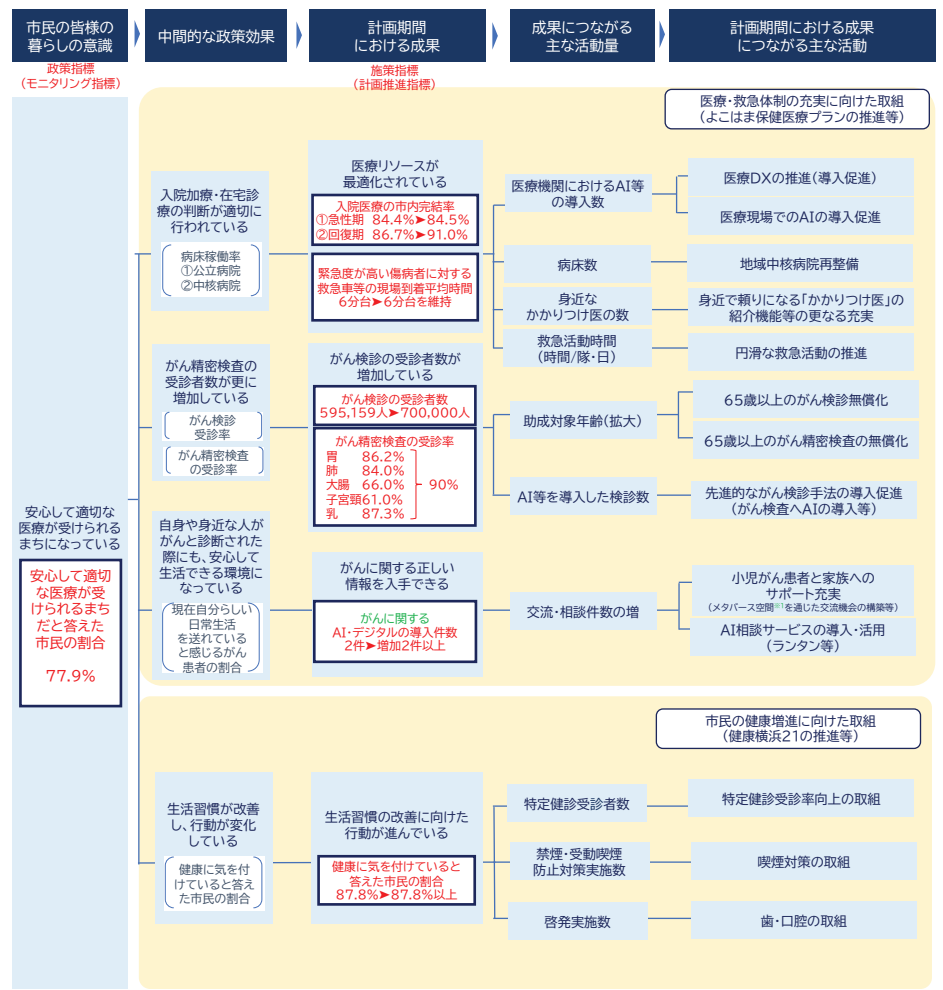 市民の皆様の
暮らしの意識
中間的な政策効果
計画期間
における成果
成果につながる
主な活動量
計画期間における成果
につながる主な活動
政策指標
（モニタリング指標）
施策指標
（計画推進指標）
安心して適切な
医療が受けられる
まちになっている
安心して適切
な医療が受
けられるまち
だと答えた
市民の割合
77.9%
医療・救急体制の充実に向けた取組
（よこはま保健医療プランの推進等）
入院加療・在宅診
療の判断が適切に
行われている
病床稼働率
①公立病院
②中核病院
医療リソースが
最適化されている
入院医療の市内完結率
①急性期 84.4%➤84.5%
②回復期 86.7%➤91.0%
緊急度が高い傷病者に対する
救急車等の現場到着平均時間
6分台➤6分台を維持
医療機関におけるAI等
の導入数
医療DXの推進（導入促進）
医療現場でのAIの導入促進
病床数
地域中核病院再整備
身近な
かかりつけ医の数
身近で頼りになる「かかりつけ医」の
紹介機能等の更なる充実
救急活動時間
（時間/隊・日）
円滑な救急活動の推進
がん精密検査の
受診者数が更に
増加している
がん検診
受診率
がん精密検査
の受診率
がん検診の受診者数が
増加している
がん検診の受診者数
595,159人➤700,000人
がん精密検査の受診率
胃 86.2%
肺 84.0%
大腸 66.0%
子宮頸61.0%
乳 87.3%
90%
助成対象年齢（拡大）
65歳以上のがん検診無償化
65歳以上のがん精密検査の無償化
AI等を導入した検診数
先進的ながん検診手法の導入促進
（がん検査へAIの導入等）
自身や身近な人が
がんと診断された
際にも、安心して
生活できる環境に
なっている
現在自分らしい
日常生活
を送れている
と感じるがん
患者の割合
がんに関する正しい
情報を入手できる
がんに関する
AI・デジタルの導入件数
2件➤増加2件以上
交流・相談件数の増
小児がん患者と家族への
サポート充実
（メタバース空間※1を通じた交流機会の構築等）
AI相談サービスの導入・活用
（ランタン等）
市民の健康増進に向けた取組
（健康横浜21の推進等）
生活習慣が改善
し、行動が変化
している
健康に気を付
けていると答え
た市民の割合
生活習慣の改善に向けた
行動が進んでいる
健康に気を付けていると
答えた市民の割合
87.8%➤87.8%以上
特定健診受診者数
特定健診受診率向上の取組
禁煙・受動喫煙
防止対策実施数
喫煙対策の取組
啓発実施数
歯・口腔の取組